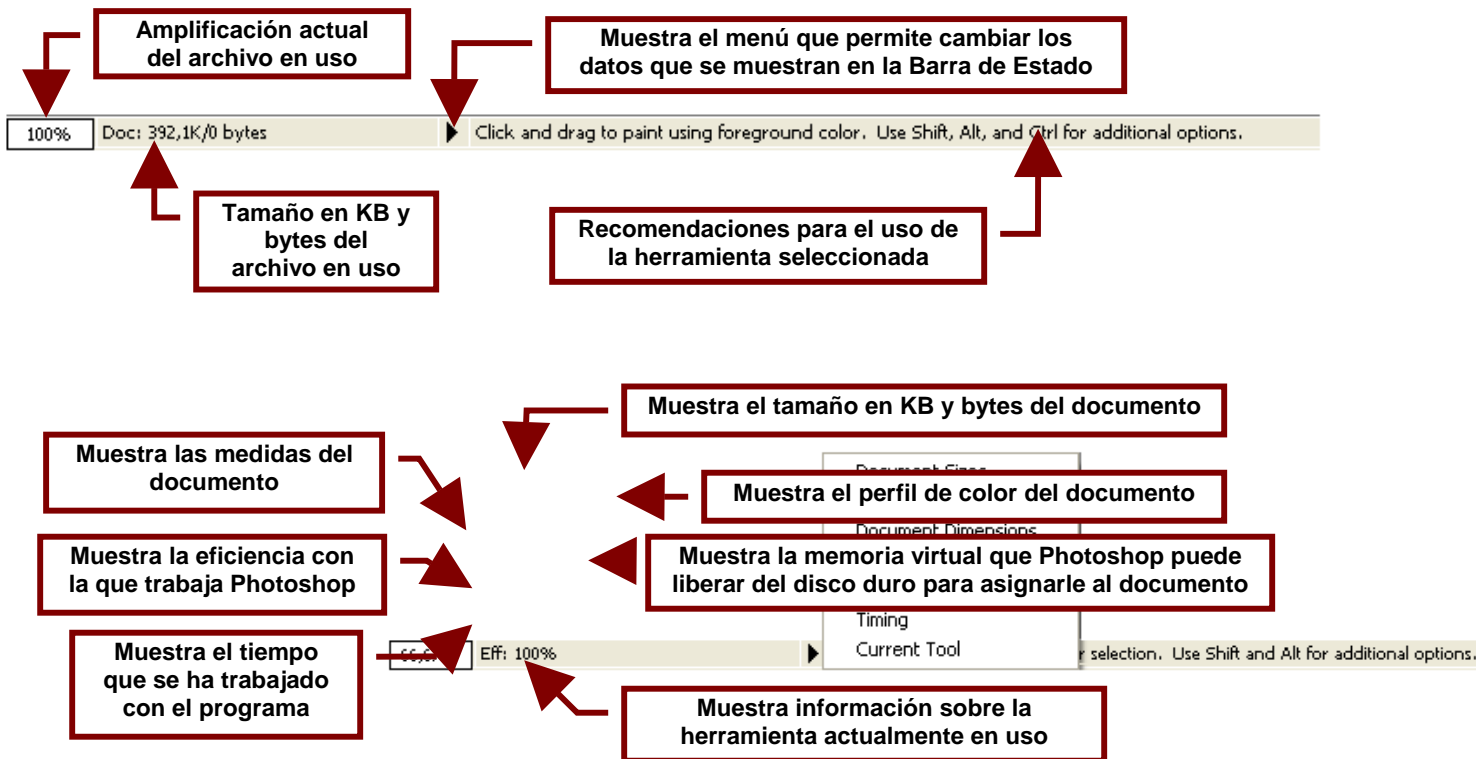 Amplificación actual
del archivo en uso
Muestra el menú que permite cambiar los
datos que se muestran en la Barra de Estado
100%
Doc: 392,1K/0 bytes
Click and drag to paint using foreground color. Use Shift, Alt, and Ctrl for additional options.
Tamaño en KB y
bytes del
archivo en uso
Recomendaciones para el uso de
la herramienta seleccionada
Muestra el tamaño en KB y bytes del documento
Muestra las medidas del
documento
Document Sizes
Muestra el perfil de color del documento
Document Dimensions
Muestra la eficiencia con
la que trabaja Photoshop
Muestra la memoria virtual que Photoshop puede
liberar del disco duro para asignarle al documento
Timing
Current Tool
Muestra el tiempo
que se ha trabajado
con el programa
Eff: 100%
selection. Use Shift and Alt for additional options.
Muestra información sobre la
herramienta actualmente en uso